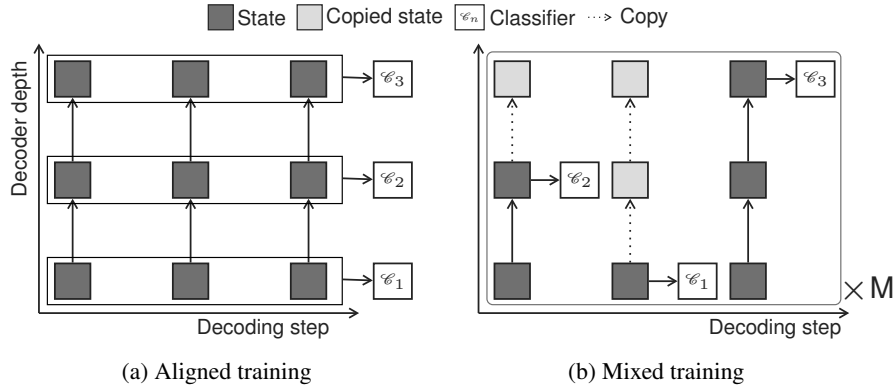 State Copied state 𝒞n Classifier Copy
Decoder depth
𝒞3
𝒞2
𝒞1
Decoding step
(a) Aligned training
𝒞3
𝒞2
𝒞1
× M
Decoding step
(b) Mixed training